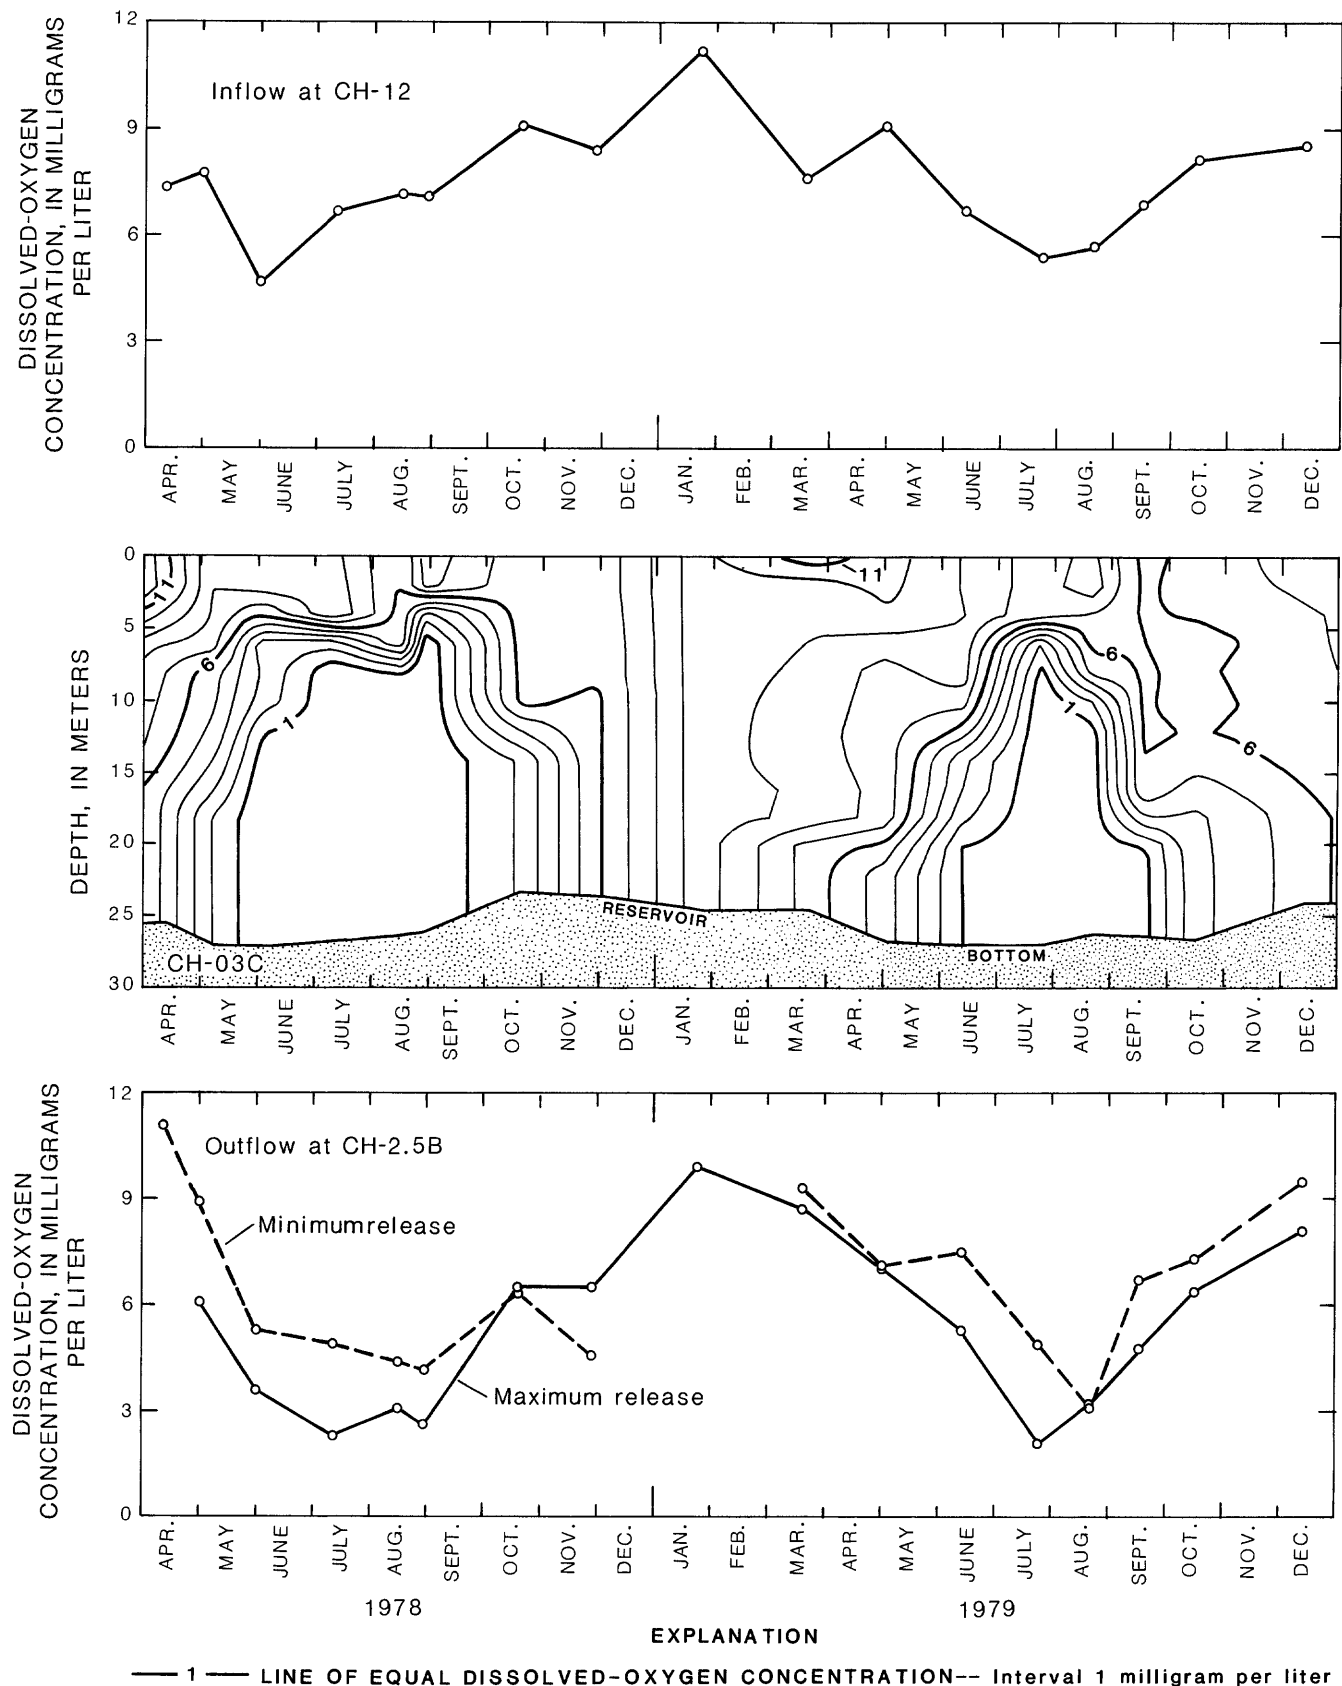 DISSOLVED-OXYGEN
CONCENTRATION, IN MILLIGRAMS
PER LITER
12
9
6
3
0
Inflow at CH-12
APR. MAY JUNE JULY AUG. SEPT. OCT. NOV. DEC. JAN. FEB. MAR. APR. MAY JUNE JULY AUG. SEPT. OCT. NOV. DEC.
DEPTH, IN METERS
0
5
10
15
20
25
30
11
6
1
11
6
1
6
RESERVOIR
BOTTOM
CH-03C
APR. MAY JUNE JULY AUG. SEPT. OCT. NOV. DEC. JAN. FEB. MAR. APR. MAY JUNE JULY AUG. SEPT. OCT. NOV. DEC.
DISSOLVED-OXYGEN
CONCENTRATION, IN MILLIGRAMS
PER LITER
12
9
6
3
0
Outflow at CH-2.5B
Minimum release
Maximum release
APR. MAY JUNE JULY AUG. SEPT. OCT. NOV. DEC. JAN. FEB. MAR. APR. MAY JUNE JULY AUG. SEPT. OCT. NOV. DEC.
1978 1979
EXPLANATION
— 1 — LINE OF EQUAL DISSOLVED-OXYGEN CONCENTRATION-- Interval 1 milligram per liter